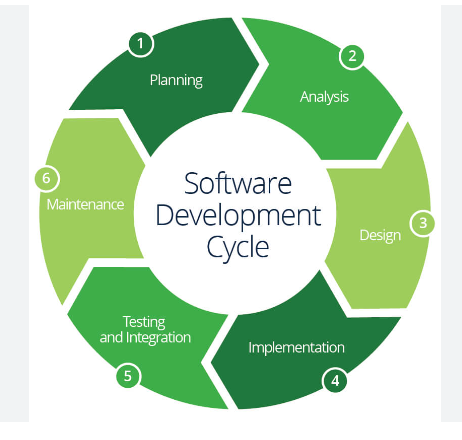 1
Planning
2
Analysis
3
Design
4
Implementation
5
Testing
and Integration
6
Maintenance
Software
Development
Cycle